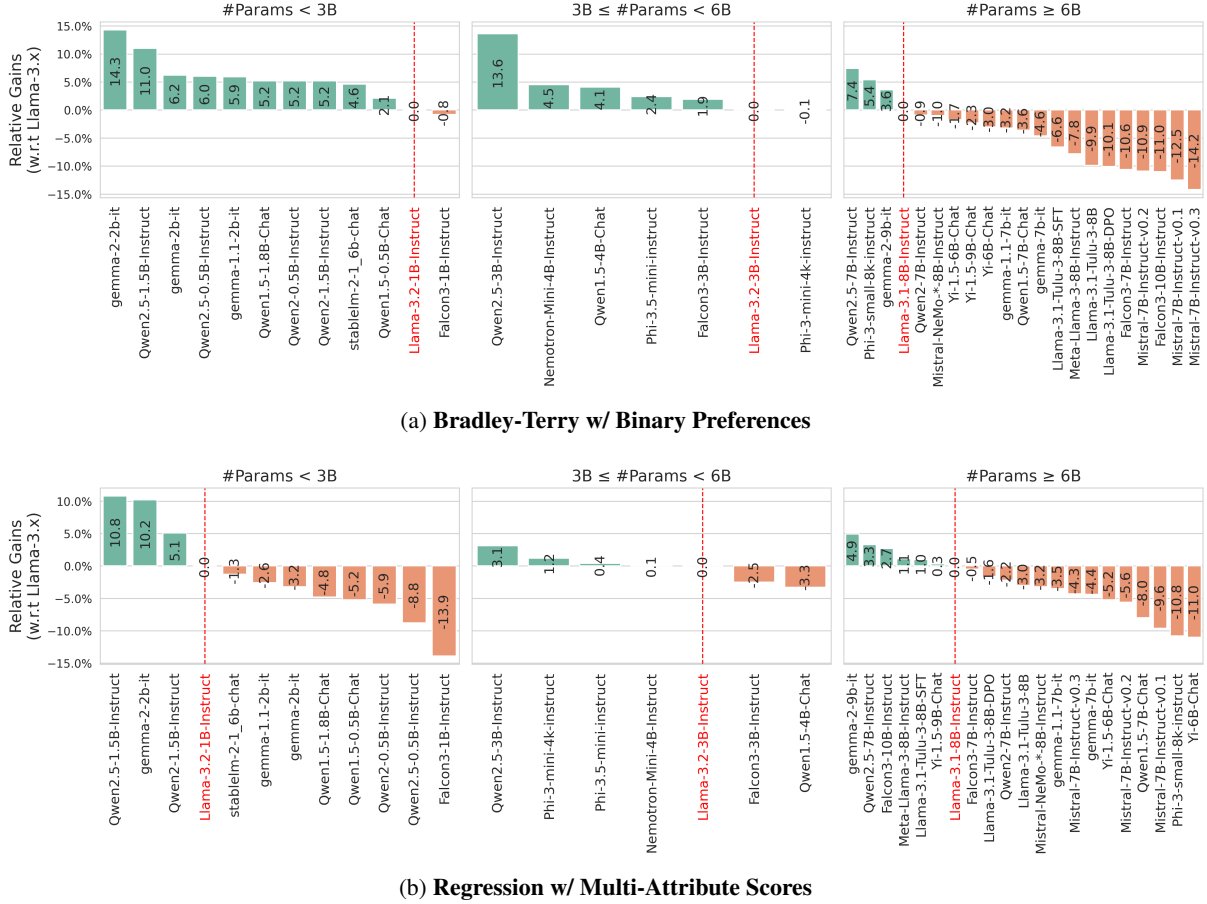 #Params < 3B
3B ≤ #Params < 6B
#Params ≥ 6B
Relative Gains
(w.r.t Llama-3.x)
15.0%
10.0%
5.0%
0.0%
−5.0%
−10.0%
−15.0%
14.3
11.0
6.2
6.0
5.9
5.2
5.2
5.2
4.6
2.1
0.0
-0.8
13.6
4.5
4.1
2.4
1.9
0.0
-0.1
7.4
5.4
3.6
0.0
-0.9
-1.0
-1.7
-2.3
-3.0
-3.2
-3.6
-4.6
-6.6
-7.8
-9.9
-10.1
-10.6
-10.9
-11.0
-12.5
-14.2
gemma-2-2b-it
Qwen2.5-1.5B-Instruct
gemma-2b-it
Qwen2.5-0.5B-Instruct
gemma-1.1-2b-it
Qwen1.5-1.8B-Chat
Qwen2-0.5B-Instruct
Qwen2-1.5B-Instruct
stablelm-2-1_6b-chat
Qwen1.5-0.5B-Chat
Llama-3.2-1B-Instruct
Falcon3-1B-Instruct
Qwen2.5-3B-Instruct
Nemotron-Mini-4B-Instruct
Qwen1.5-4B-Chat
Phi-3.5-mini-instruct
Falcon3-3B-Instruct
Llama-3.2-3B-Instruct
Phi-3-mini-4k-instruct
Qwen2.5-7B-Instruct
Phi-3-small-8k-instruct
gemma-2-9b-it
Llama-3.1-8B-Instruct
Qwen2-7B-Instruct
Mistral-NeMo-*-8B-Instruct
Yi-1.5-6B-Chat
Yi-1.5-9B-Chat
Yi-6B-Chat
gemma-1.1-7b-it
Qwen1.5-7B-Chat
gemma-7b-it
Llama-3.1-Tulu-3-8B-SFT
Meta-Llama-3-8B-Instruct
Llama-3.1-Tulu-3-8B
Llama-3.1-Tulu-3-8B-DPO
Falcon3-7B-Instruct
Mistral-7B-Instruct-v0.2
Falcon3-10B-Instruct
Mistral-7B-Instruct-v0.1
Mistral-7B-Instruct-v0.3
(a) Bradley-Terry w/ Binary Preferences
#Params < 3B
3B ≤ #Params < 6B
#Params ≥ 6B
Relative Gains
(w.r.t Llama-3.x)
10.0%
5.0%
0.0%
−5.0%
−10.0%
−15.0%
10.8
10.2
5.1
0.0
-1.3
-2.6
-3.2
-4.8
-5.2
-5.9
-8.8
-13.9
3.1
1.2
0.4
0.1
0.0
-2.5
-3.3
4.9
3.3
2.7
1.1
1.0
0.3
0.0
-0.5
-1.6
-2.2
-3.0
-3.2
-3.5
-4.3
-4.4
-5.2
-5.6
-8.0
-9.6
-10.8
-11.0
Qwen2.5-1.5B-Instruct
gemma-2-2b-it
Qwen2-1.5B-Instruct
Llama-3.2-1B-Instruct
stablelm-2-1_6b-chat
gemma-1.1-2b-it
gemma-2b-it
Qwen1.5-1.8B-Chat
Qwen1.5-0.5B-Chat
Qwen2-0.5B-Instruct
Qwen2.5-0.5B-Instruct
Falcon3-1B-Instruct
Qwen2.5-3B-Instruct
Phi-3-mini-4k-instruct
Phi-3.5-mini-instruct
Nemotron-Mini-4B-Instruct
Llama-3.2-3B-Instruct
Falcon3-3B-Instruct
Qwen1.5-4B-Chat
gemma-2-9b-it
Qwen2.5-7B-Instruct
Falcon3-10B-Instruct
Meta-Llama-3-8B-Instruct
Llama-3.1-Tulu-3-8B-SFT
Yi-1.5-9B-Chat
Llama-3.1-8B-Instruct
Falcon3-7B-Instruct
Llama-3.1-Tulu-3-8B-DPO
Qwen2-7B-Instruct
Llama-3.1-Tulu-3-8B
Mistral-NeMo-*-8B-Instruct
gemma-1.1-7b-it
Mistral-7B-Instruct-v0.3
gemma-7b-it
Yi-1.5-6B-Chat
Mistral-7B-Instruct-v0.2
Qwen1.5-7B-Chat
Mistral-7B-Instruct-v0.1
Phi-3-small-8k-instruct
Yi-6B-Chat
(b) Regression w/ Multi-Attribute Scores